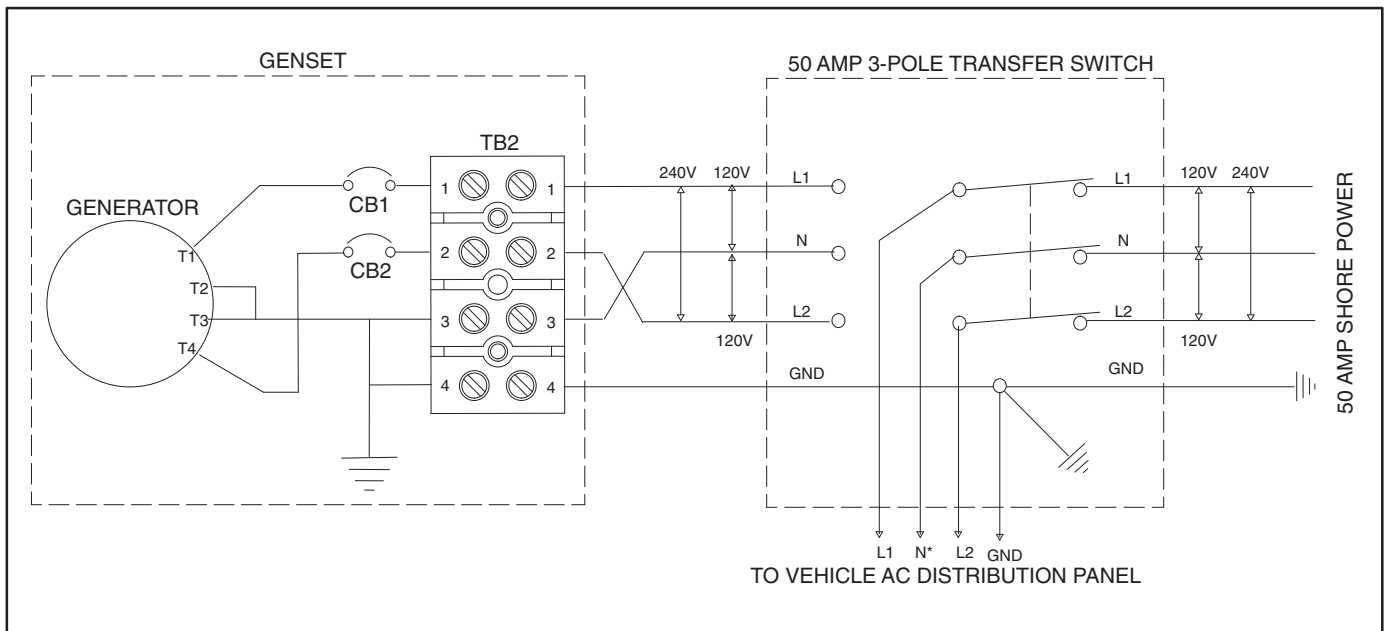 GENSET
50 AMP 3-POLE TRANSFER SWITCH
TB2
GENERATOR
T1
T2
T3
T4
CB1
CB2
1 1
2 2
3 3
4 4
240V 120V
120V
L1
N
L2
GND
L1
N
L2
GND
120V 240V
120V
50 AMP SHORE POWER
L1 N* L2 GND
TO VEHICLE AC DISTRIBUTION PANEL